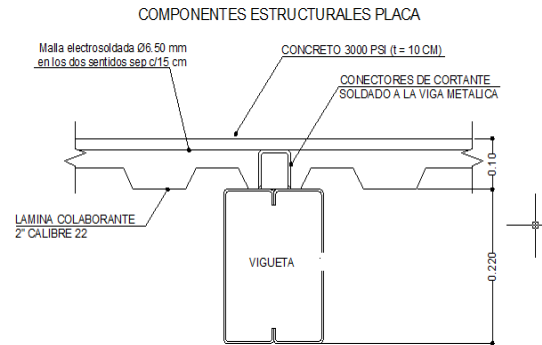 COMPONENTES ESTRUCTURALES PLACA
Malla electrosoldada Ø6.50 mm
en los dos sentidos sep c/15 cm
CONCRETO 3000 PSI (t = 10 CM)
CONECTORES DE CORTANTE
SOLDADO A LA VIGA METALICA
0.10
LAMINA COLABORANTE
2" CALIBRE 22
VIGUETA
0.220